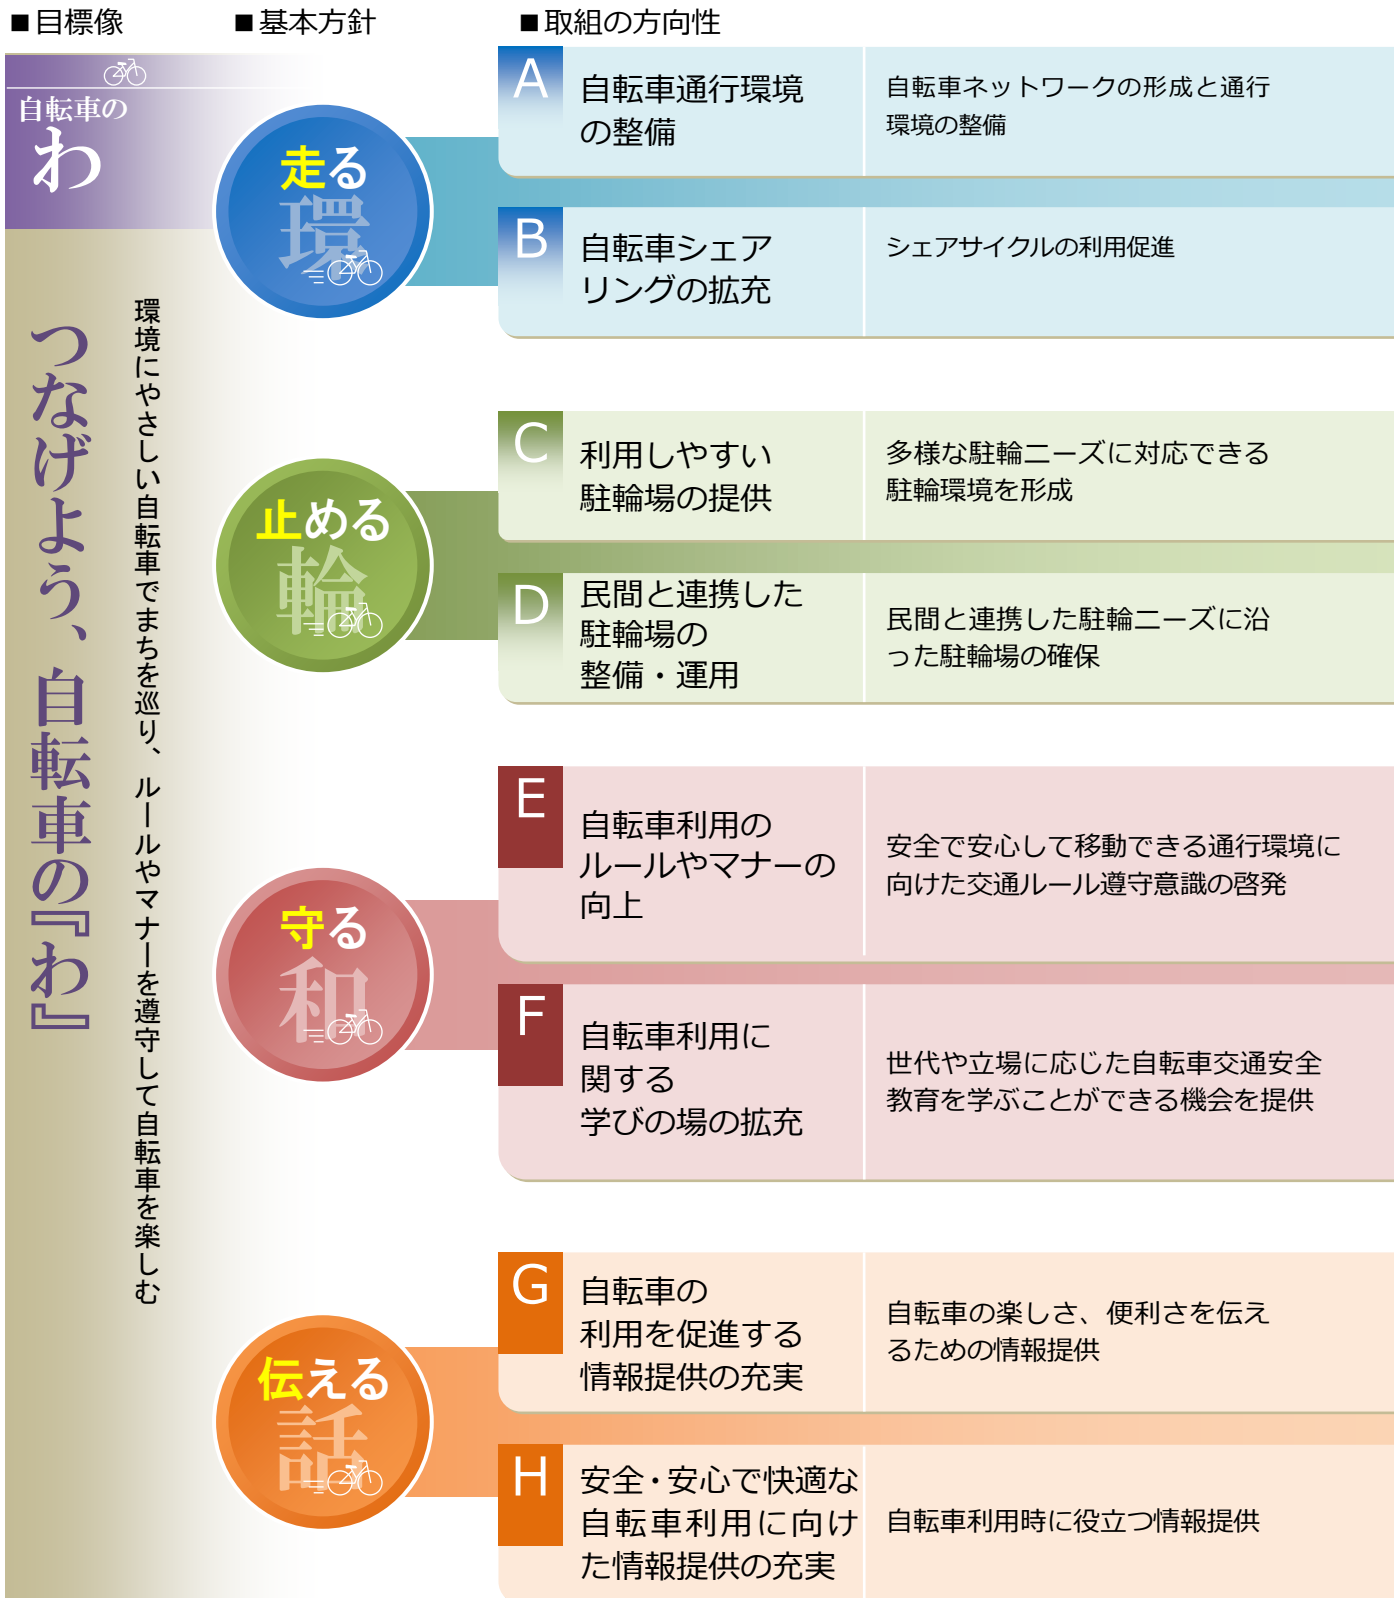 ■目標像
■基本方針
■取組の方向性
自転車の
わ
つなげよう、自転車の『わ』
環境にやさしい自転車でまちを巡り、ルールやマナーを遵守して自転車を楽しむ
走る
環
A
自転車通行環境
の整備
自転車ネットワークの形成と通行
環境の整備
B
自転車シェア
リングの拡充
シェアサイクルの利用促進
止める
輪
C
利用しやすい
駐輪場の提供
多様な駐輪ニーズに対応できる
駐輪環境を形成
D
民間と連携した
駐輪場の
整備・運用
民間と連携した駐輪ニーズに沿
った駐輪場の確保
守る
和
E
自転車利用の
ルールやマナーの
向上
安全で安心して移動できる通行環境に
向けた交通ルール遵守意識の啓発
F
自転車利用に
関する
学びの場の拡充
世代や立場に応じた自転車交通安全
教育を学ぶことができる機会を提供
伝える
話
G
自転車の
利用を促進する
情報提供の充実
自転車の楽しさ、便利さを伝え
るための情報提供
H
安全・安心で快適な
自転車利用に向け
た情報提供の充実
自転車利用時に役立つ情報提供